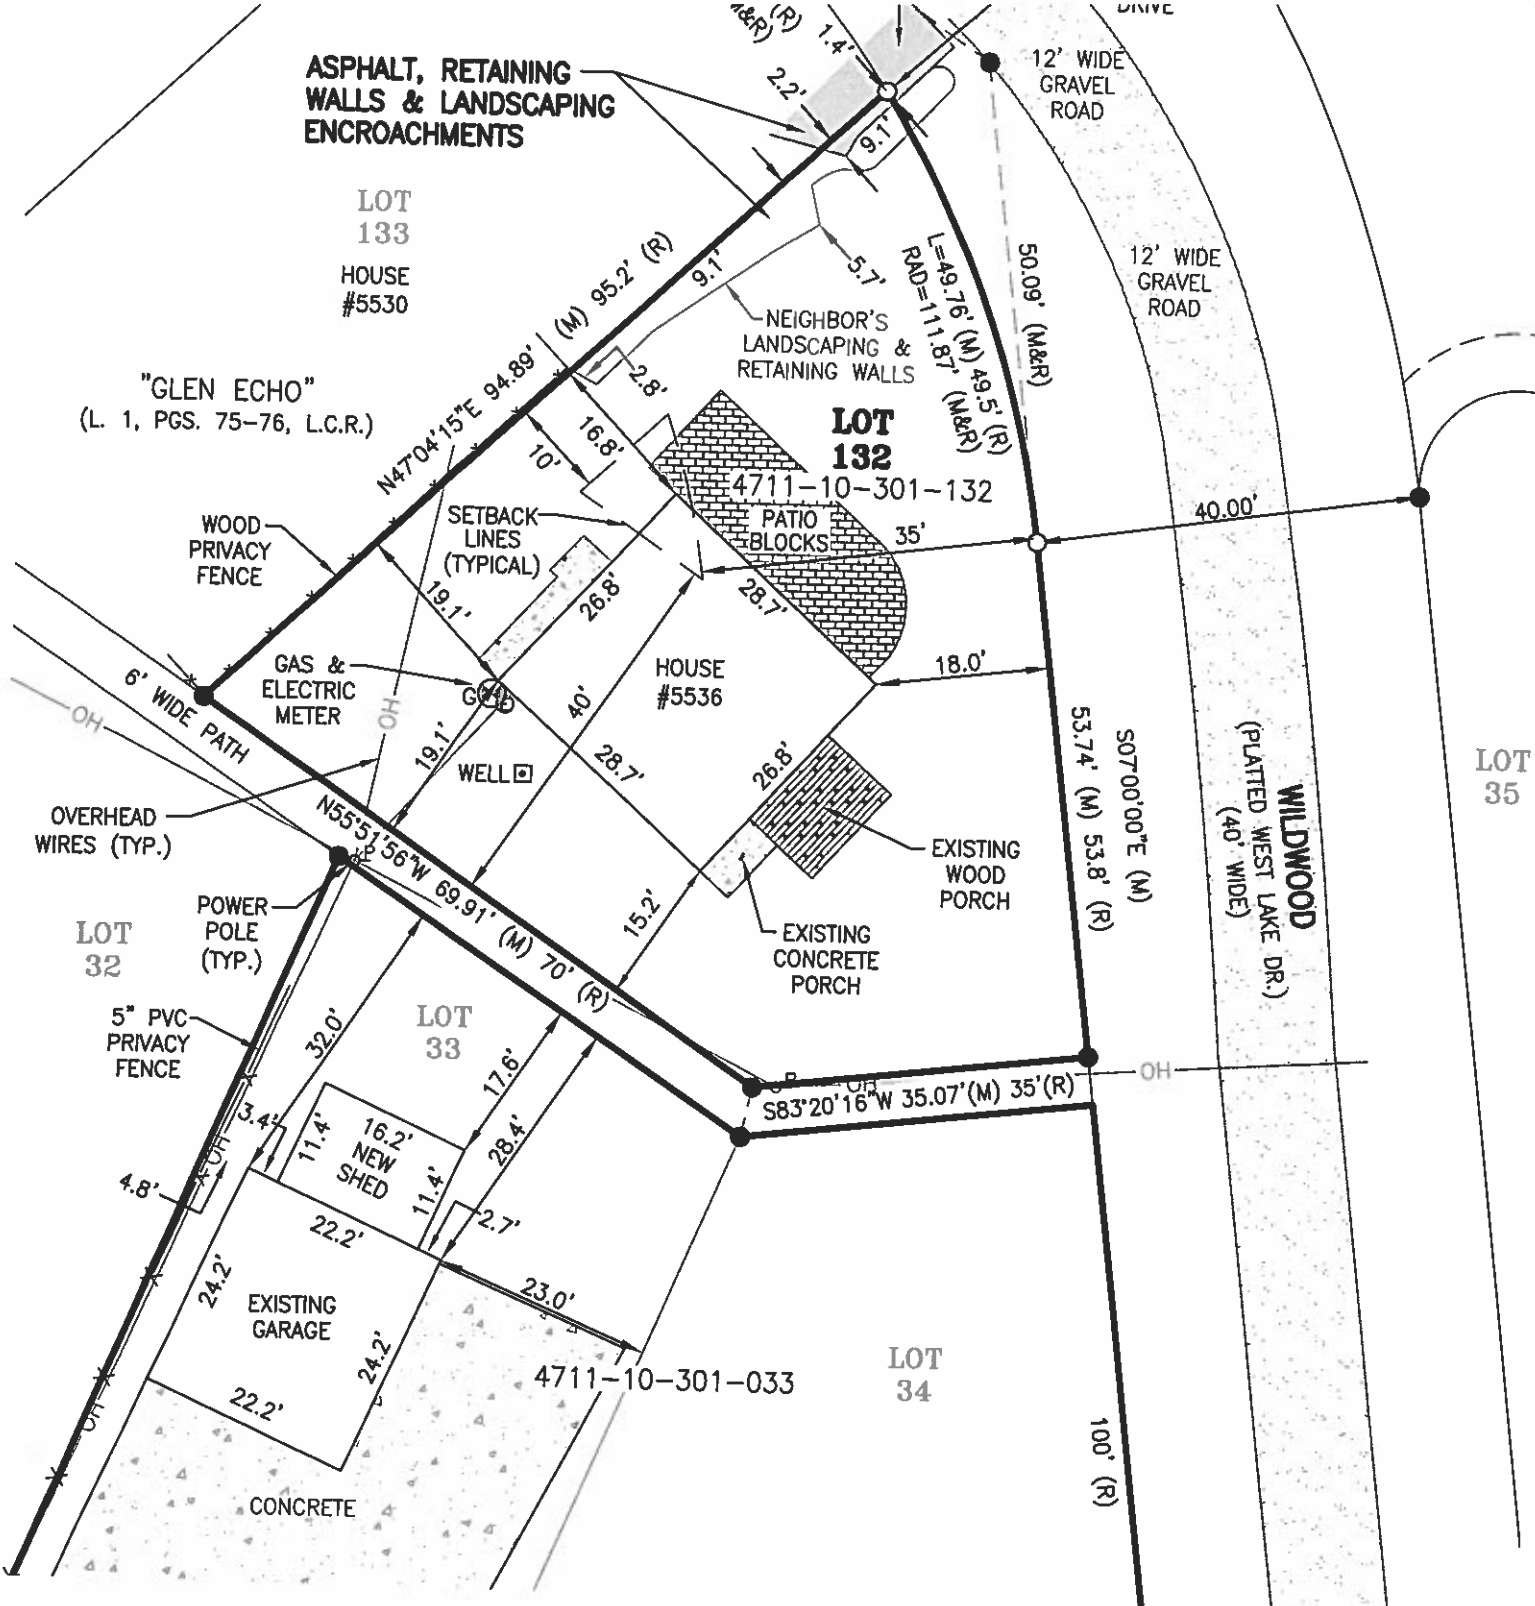 DRIVE
(R)
M&R)
1.4'
2.2'
9.1'
12' WIDE
GRAVEL
ROAD
ASPHALT, RETAINING
WALLS & LANDSCAPING
ENCROACHMENTS
LOT
133
HOUSE
#5530
"GLEN ECHO"
(L. 1, PGS. 75-76, L.C.R.)
N47°04'15"E 94.89' (M) 95.2' (R)
9.1'
5.7'
NEIGHBOR'S
LANDSCAPING &
RETAINING WALLS
L=49.76' (M) 49.5' (R)
RAD=111.87' (M&R)
50.09' (M&R)
12' WIDE
GRAVEL
ROAD
2.8'
16.8'
10'
LOT
132
4711-10-301-132
PATIO
BLOCKS
35'
40.00'
WOOD
PRIVACY
FENCE
SETBACK
LINES
(TYPICAL)
19.1'
26.8'
28.7'
HOUSE
#5536
18.0'
GAS &
ELECTRIC
METER
G
6' WIDE PATH
OH
OH
19.1'
40'
WELL
28.7'
26.8'
53.74' (M) 53.8' (R)
S07°00'00"E (M)
WILDWOOD
(PLATTED WEST LAKE DR.)
(40' WIDE)
LOT
35
OVERHEAD
WIRES (TYP.)
N55°51'56"W 69.91' (M) 70' (R)
P
EXISTING
WOOD
PORCH
EXISTING
CONCRETE
PORCH
15.2'
POWER
POLE
(TYP.)
LOT
32
5" PVC
PRIVACY
FENCE
LOT
33
32.0'
17.6'
28.4'
OH
OH
S83°20'16"W 35.07'(M) 35'(R)
3.4'
11.4'
16.2'
NEW
SHED
11.4'
OH
4.8'
22.2'
2.7'
24.2'
EXISTING
GARAGE
24.2'
23.0'
22.2'
4711-10-301-033
LOT
34
OH
CONCRETE
100' (R)